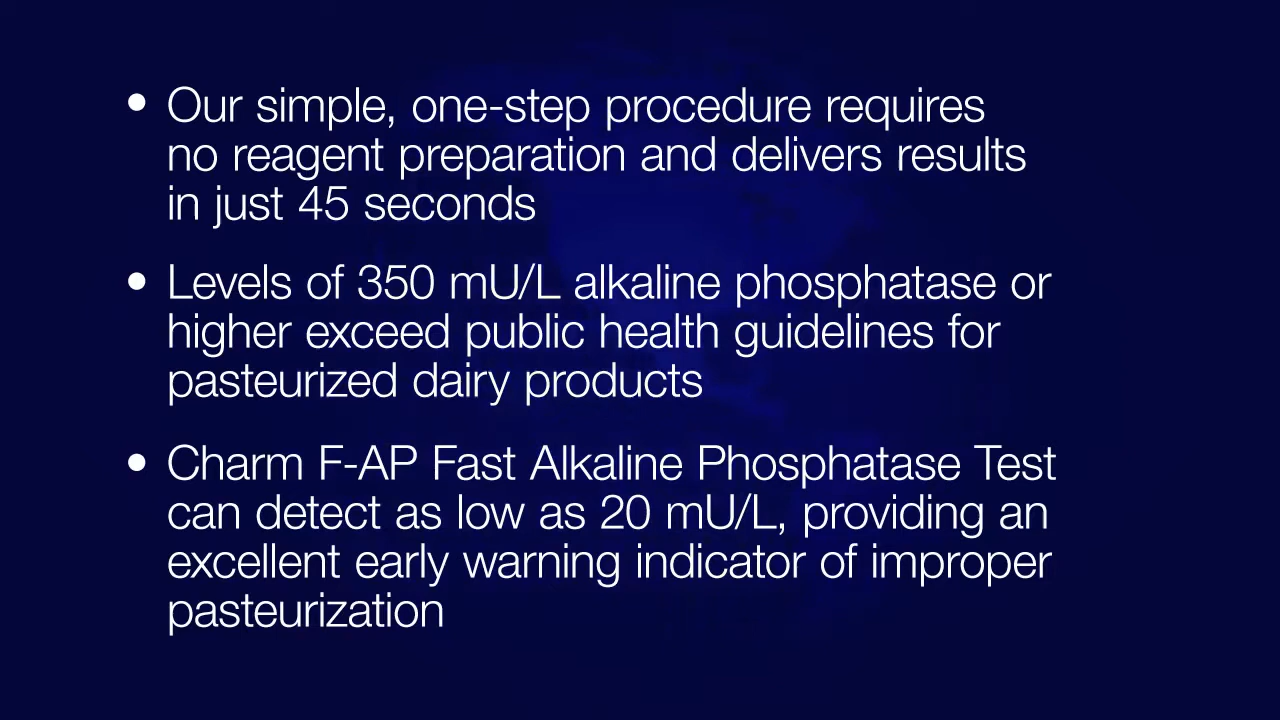 • Our simple, one-step procedure requires
no reagent preparation and delivers results
in just 45 seconds
• Levels of 350 mU/L alkaline phosphatase or
higher exceed public health guidelines for
pasteurized dairy products
• Charm F-AP Fast Alkaline Phosphatase Test
can detect as low as 20 mU/L, providing an
excellent early warning indicator of improper
pasteurization